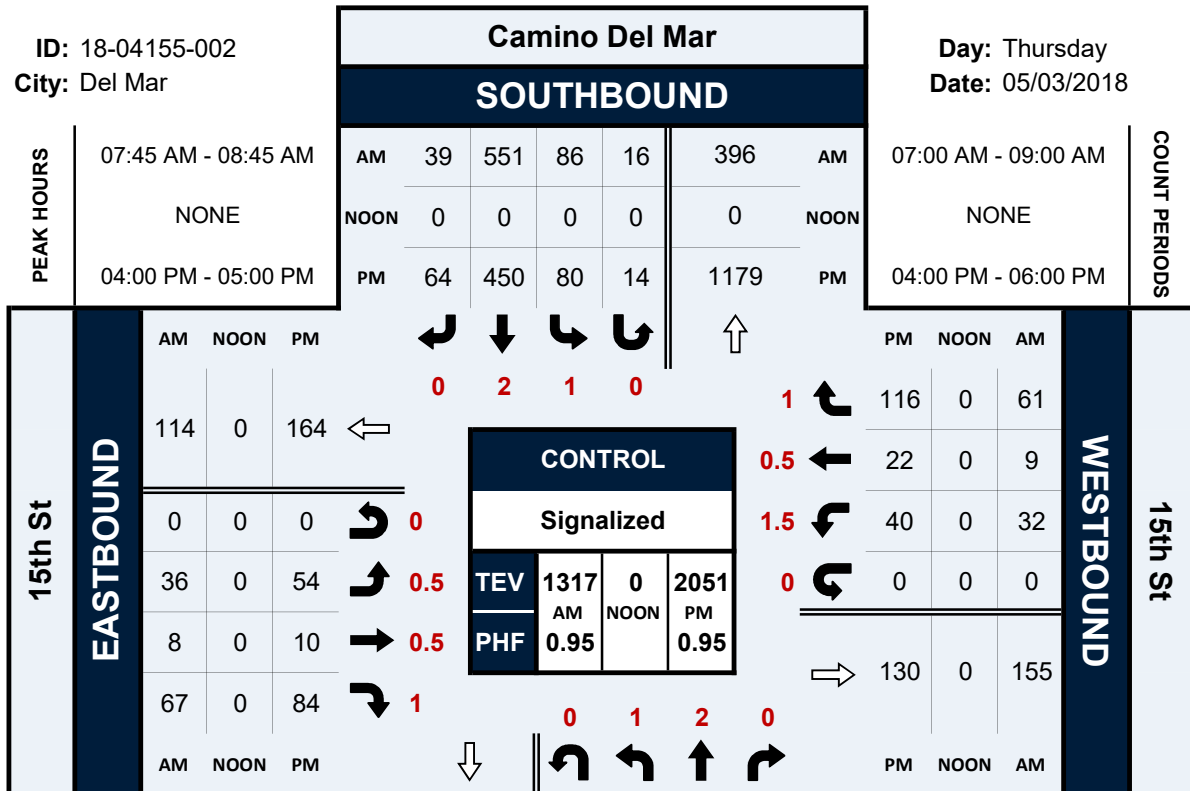 Camino Del Mar
ID: 18-04155-002
Day: Thursday
City: Del Mar
Date: 05/03/2018
SOUTHBOUND
PEAK HOURS
07:45 AM - 08:45 AM
AM 39 551 86 16 396 AM
07:00 AM - 09:00 AM
COUNT PERIODS
NONE
NOON 0 0 0 0 0 NOON
NONE
04:00 PM - 05:00 PM
PM 64 450 80 14 1179 PM
04:00 PM - 06:00 PM
AM NOON PM
PM NOON AM
0 2 1 0
114 0 164
1 116 0 61
0.5 22 0 9
0 0 0 0
1.5 40 0 32
36 0 54 0.5
0 0 0 0
8 0 10 0.5
67 0 84 1
130 0 155
15th St
EASTBOUND
CONTROL
Signalized
TEV 1317 0 2051
AM NOON PM
PHF 0.95 0.95
WESTBOUND
15th St
0 1 2 0
AM NOON PM
PM NOON AM